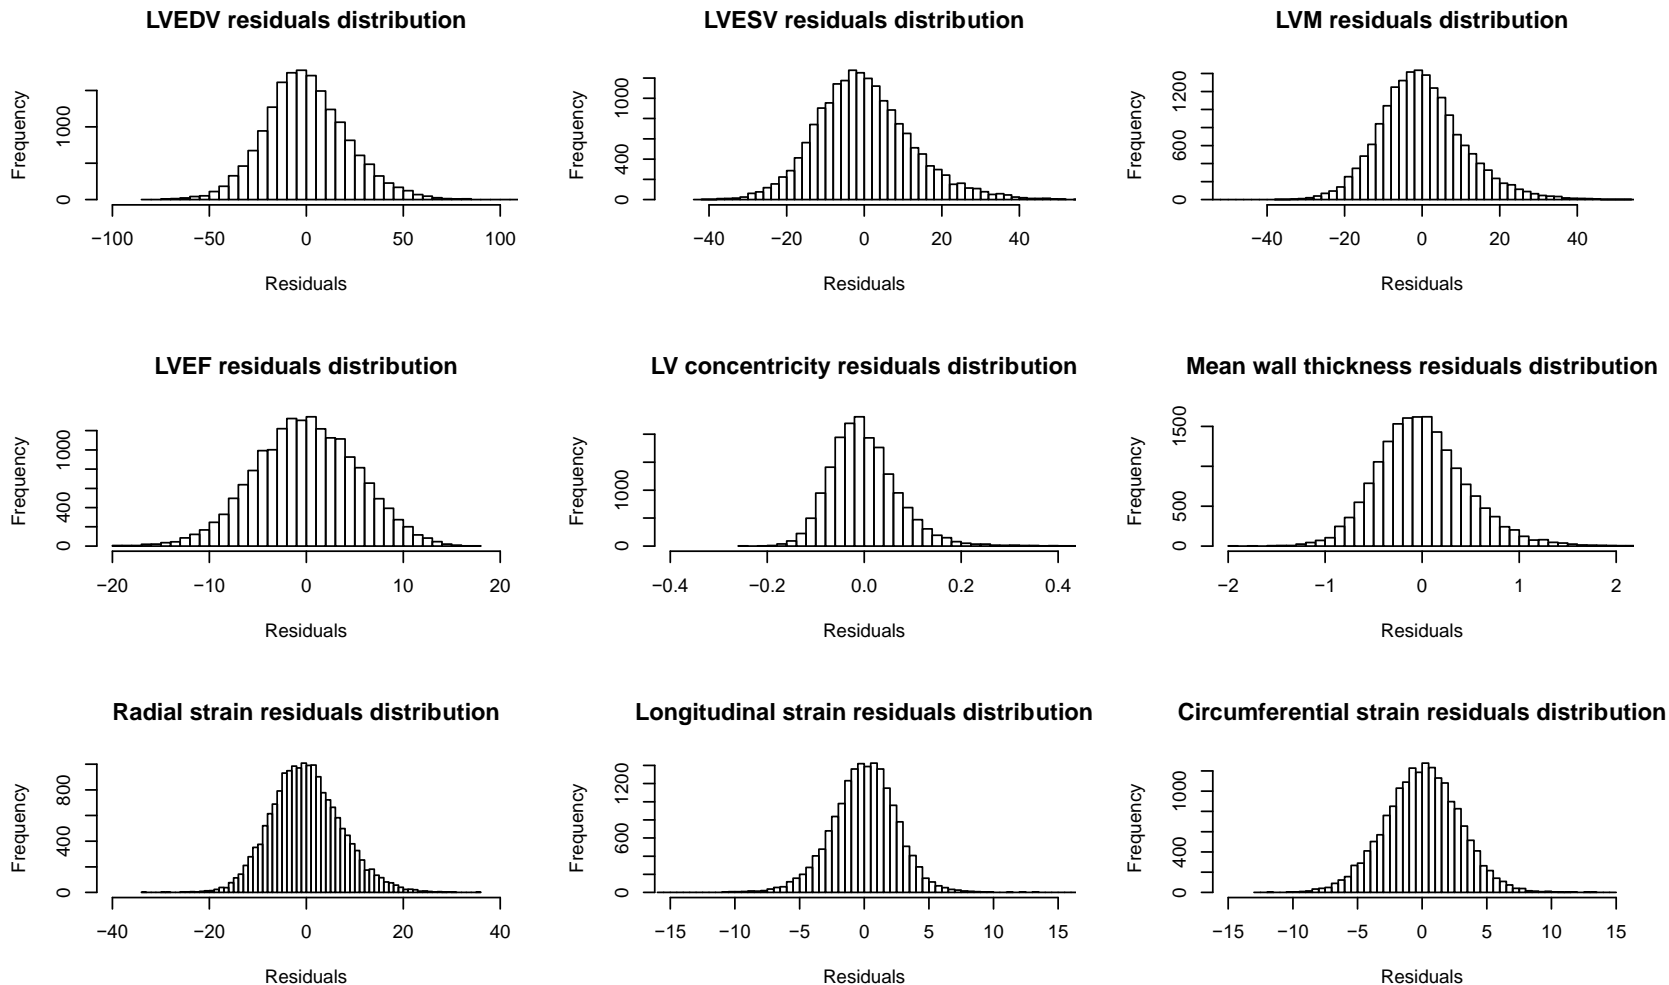 LVEDV residuals distribution
Frequency
0 1000
−100 −50 0 50 100
Residuals
LVESV residuals distribution
Frequency
0 400 1000
−40 −20 0 20 40
Residuals
LVM residuals distribution
Frequency
0 600 1200
−40 −20 0 20 40
Residuals
LVEF residuals distribution
Frequency
0 400 1000
−20 −10 0 10 20
Residuals
LV concentricity residuals distribution
Frequency
0 1000
−0.4 −0.2 0.0 0.2 0.4
Residuals
Mean wall thickness residuals distribution
Frequency
0 500 1500
−2 −1 0 1 2
Residuals
Radial strain residuals distribution
Frequency
0 400 800
−40 −20 0 20 40
Residuals
Longitudinal strain residuals distribution
Frequency
0 600 1200
−15 −10 −5 0 5 10 15
Residuals
Circumferential strain residuals distribution
Frequency
0 400 1000
−15 −10 −5 0 5 10 15
Residuals